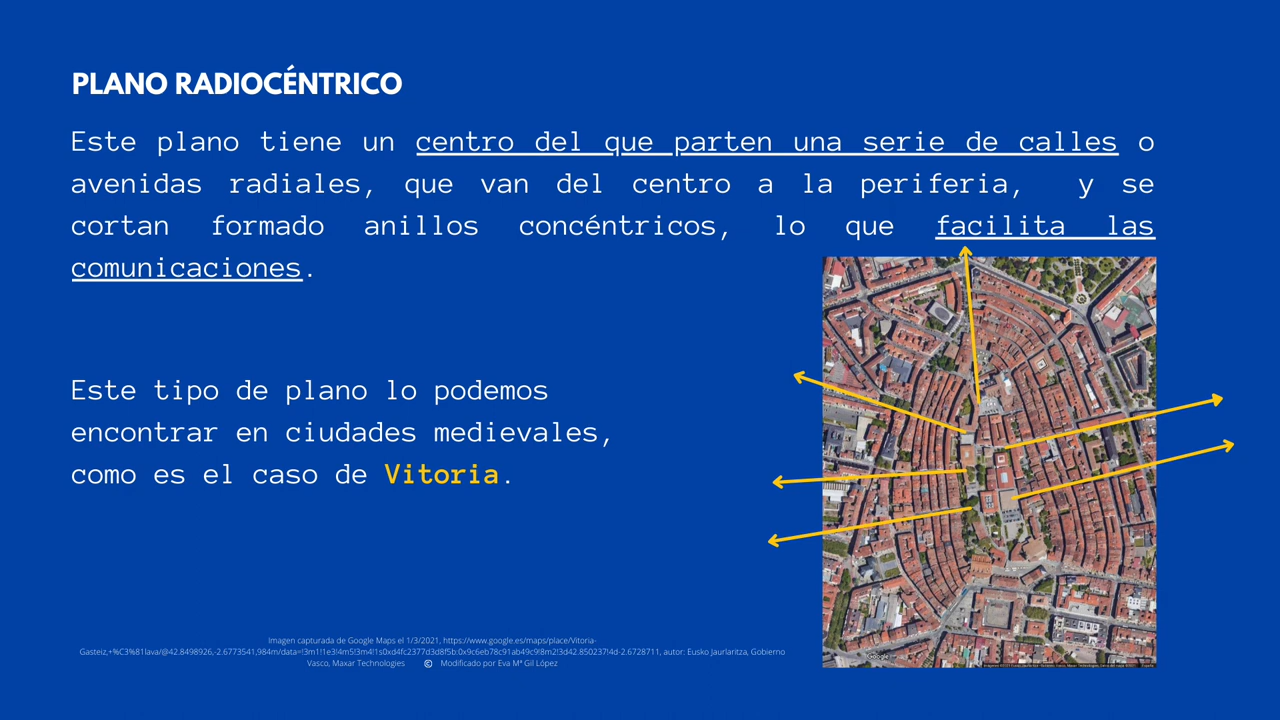 PLANO RADIOCÉNTRICO
Este plano tiene un centro del que parten una serie de calles o
avenidas radiales, que van del centro a la periferia, y se
cortan formado anillos concéntricos, lo que facilita las
comunicaciones.
Este tipo de plano lo podemos
encontrar en ciudades medievales,
como es el caso de Vitoria.
Imagen capturada de Google Maps el 1/3/2021, https://www.google.es/maps/place/Vitoria-
Gasteiz,+%C3%81lava/@42.8498926,-2.6773541,984m/data=!3m1!1e3!4m5!3m4!1s0xd4fc2377d3d8f5b:0x9c6eb78c91ab49c9!8m2!3d42.850237!4d-2.6728711, autor: Eusko Jaurlaritza, Gobierno
Vasco, Maxar Technologies © Modificado por Eva Mª Gil López
Google